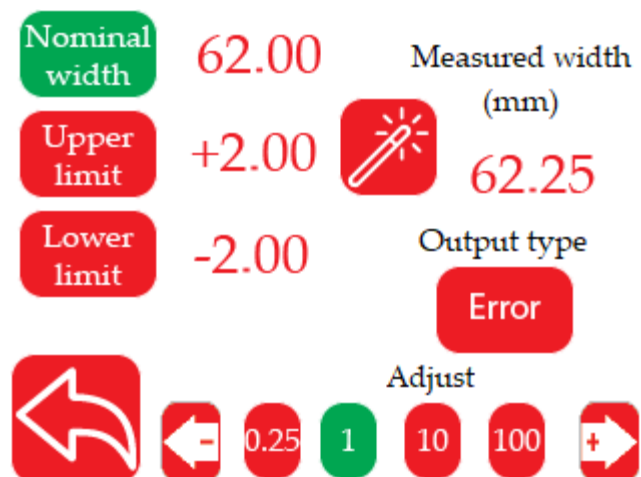 Nominal
width
62.00
Measured width
(mm)
Upper
limit
+2.00
62.25
Lower
limit
-2.00
Output type
Error
Adjust
-
0.25
1
10
100
+